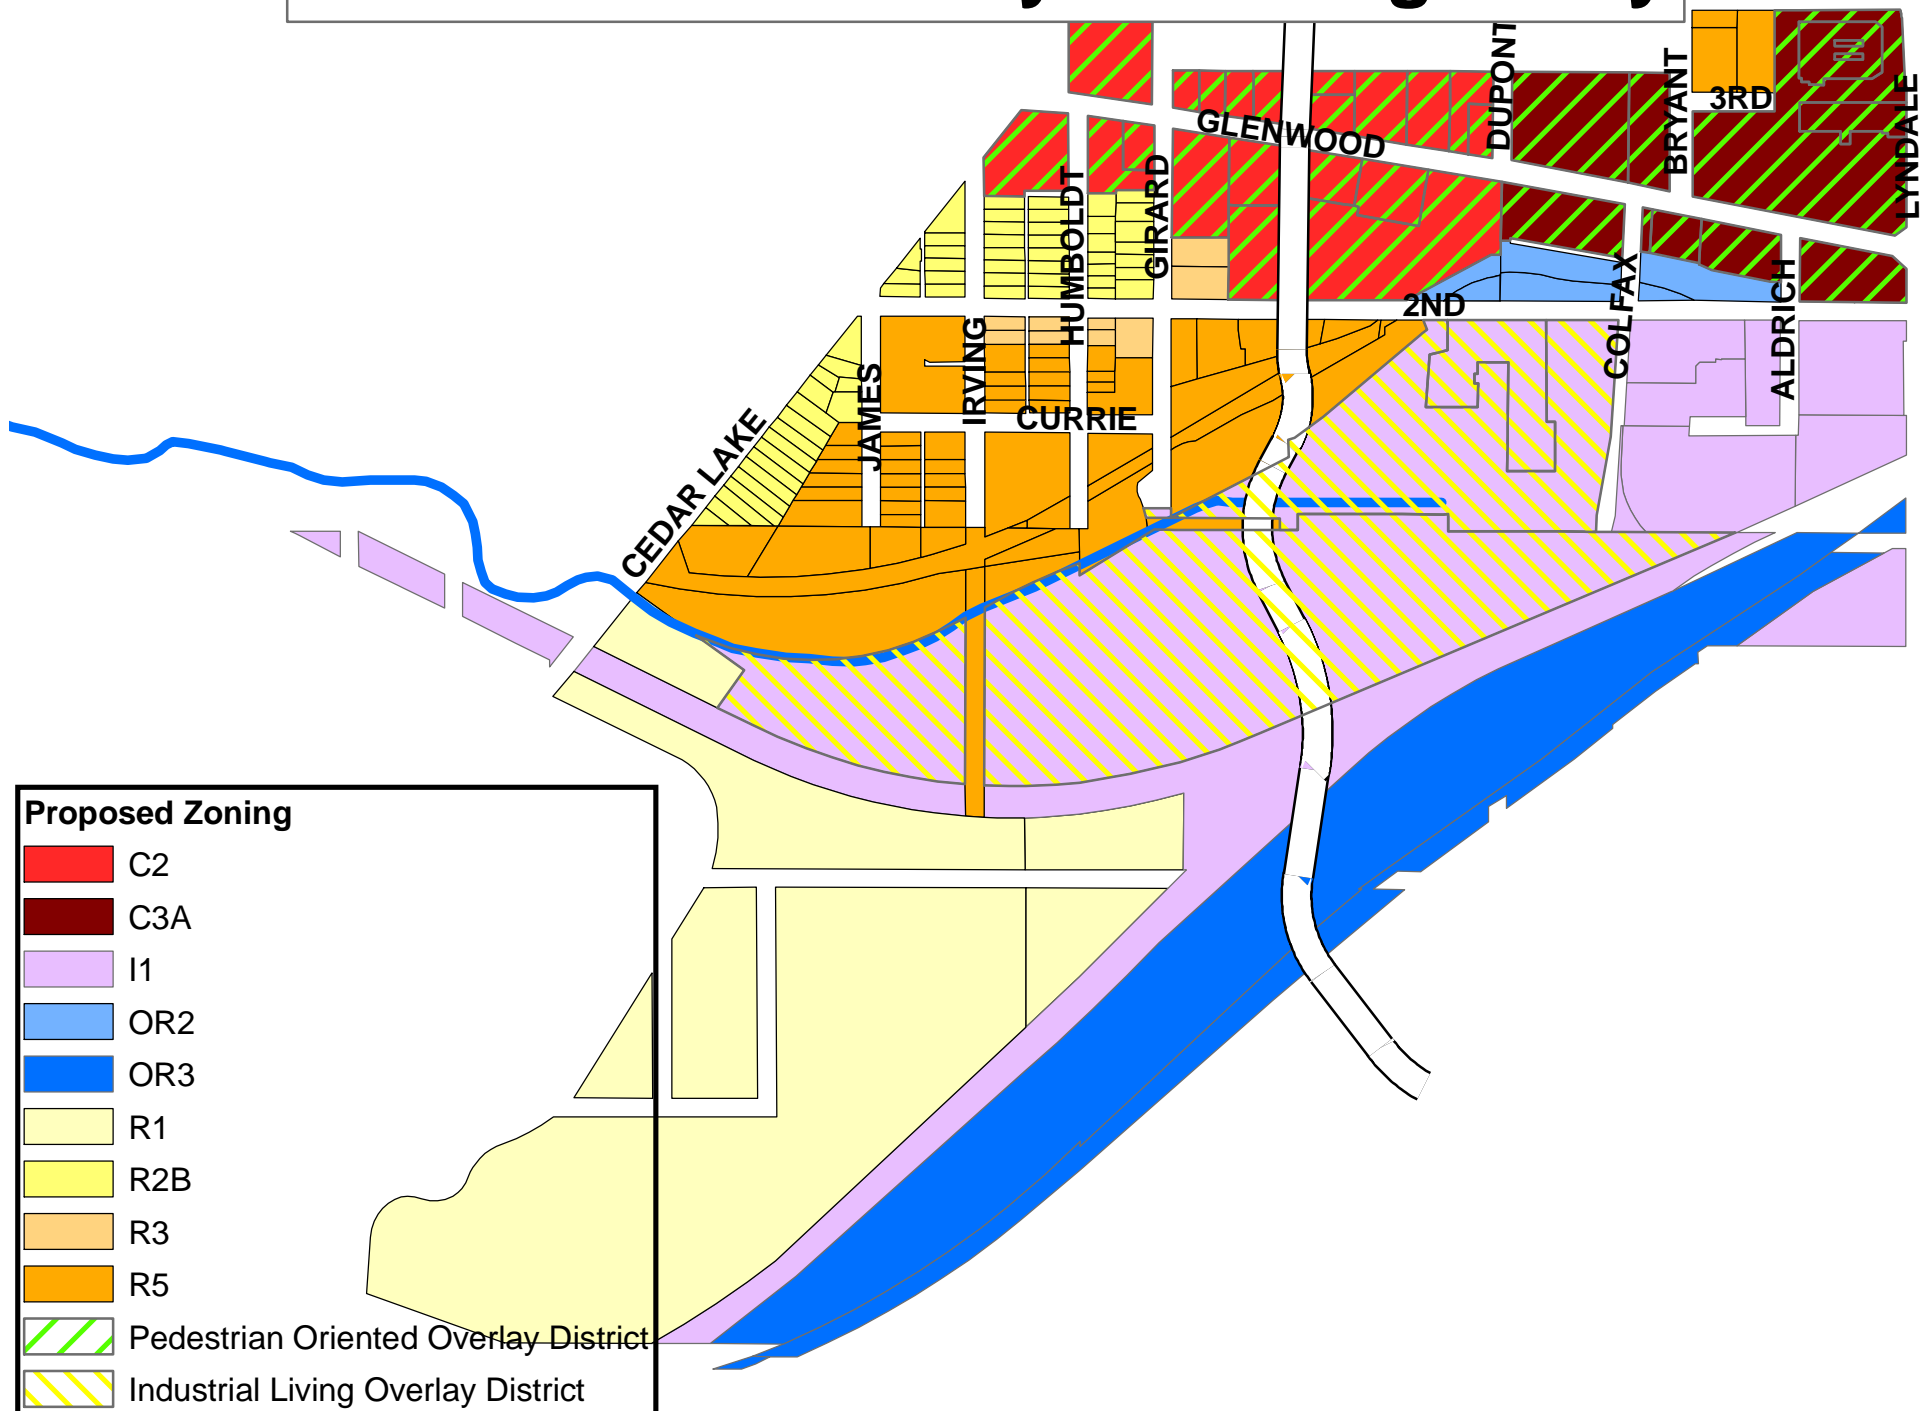 DUPONT
BRYANT
3RD
LYNDALE
GLENWOOD
HUMBOLDT
GIRARD
2ND
COLFAX
ALDRICH
IRVING
JAMES
CURRIE
CEDAR LAKE
Proposed Zoning
C2
C3A
I1
OR2
OR3
R1
R2B
R3
R5
Pedestrian Oriented Overlay District
Industrial Living Overlay District